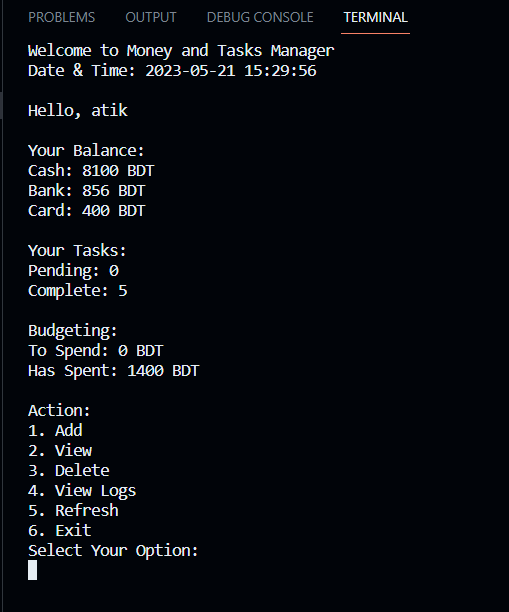 PROBLEMS OUTPUT DEBUG CONSOLE TERMINAL
Welcome to Money and Tasks Manager
Date & Time: 2023-05-21 15:29:56
Hello, atik
Your Balance:
Cash: 8100 BDT
Bank: 856 BDT
Card: 400 BDT
Your Tasks:
Pending: 0
Complete: 5
Budgeting:
To Spend: 0 BDT
Has Spent: 1400 BDT
Action:
1. Add
2. View
3. Delete
4. View Logs
5. Refresh
6. Exit
Select Your Option: